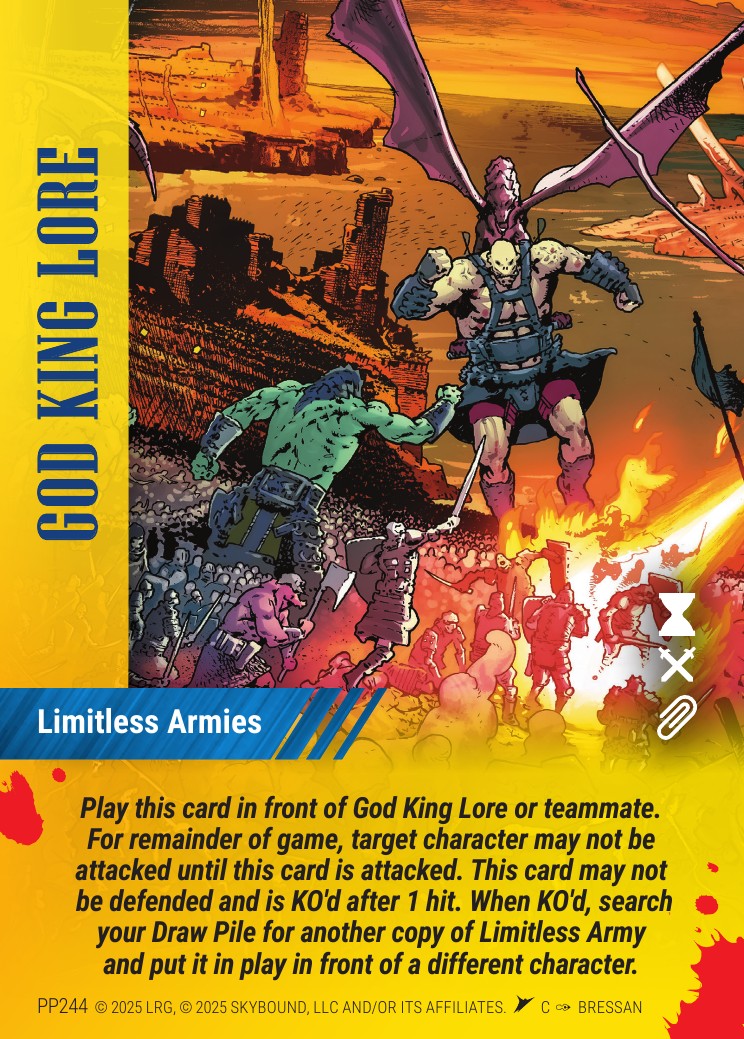 GOD KING LORE
Limitless Armies
Play this card in front of God King Lore or teammate.
For remainder of game, target character may not be
attacked until this card is attacked. This card may not
be defended and is KO'd after 1 hit. When KO'd, search
your Draw Pile for another copy of Limitless Army
and put it in play in front of a different character.
PP244 © 2025 LRG, © 2025 SKYBOUND, LLC AND/OR ITS AFFILIATES. C BRESSAN